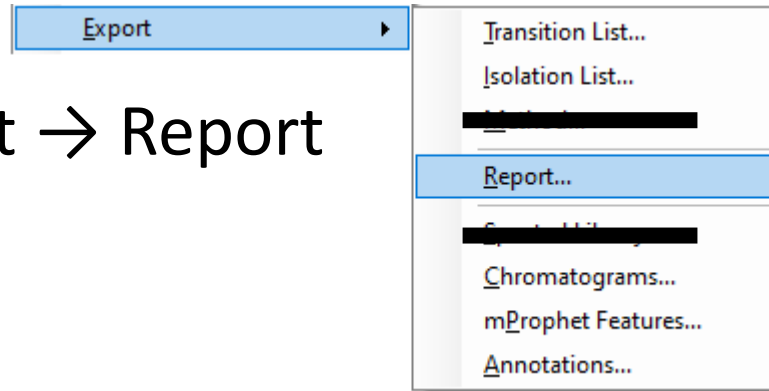 Export
Transition List...
Isolation List...
t → Report
Report...
Chromatograms...
mProphet Features...
Annotations...